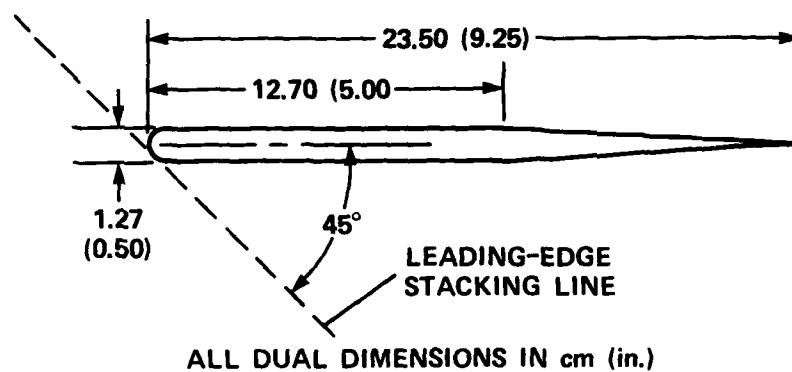 23.50 (9.25)
12.70 (5.00
1.27
(0.50)
45°
LEADING-EDGE
STACKING LINE
ALL DUAL DIMENSIONS IN cm (in.)